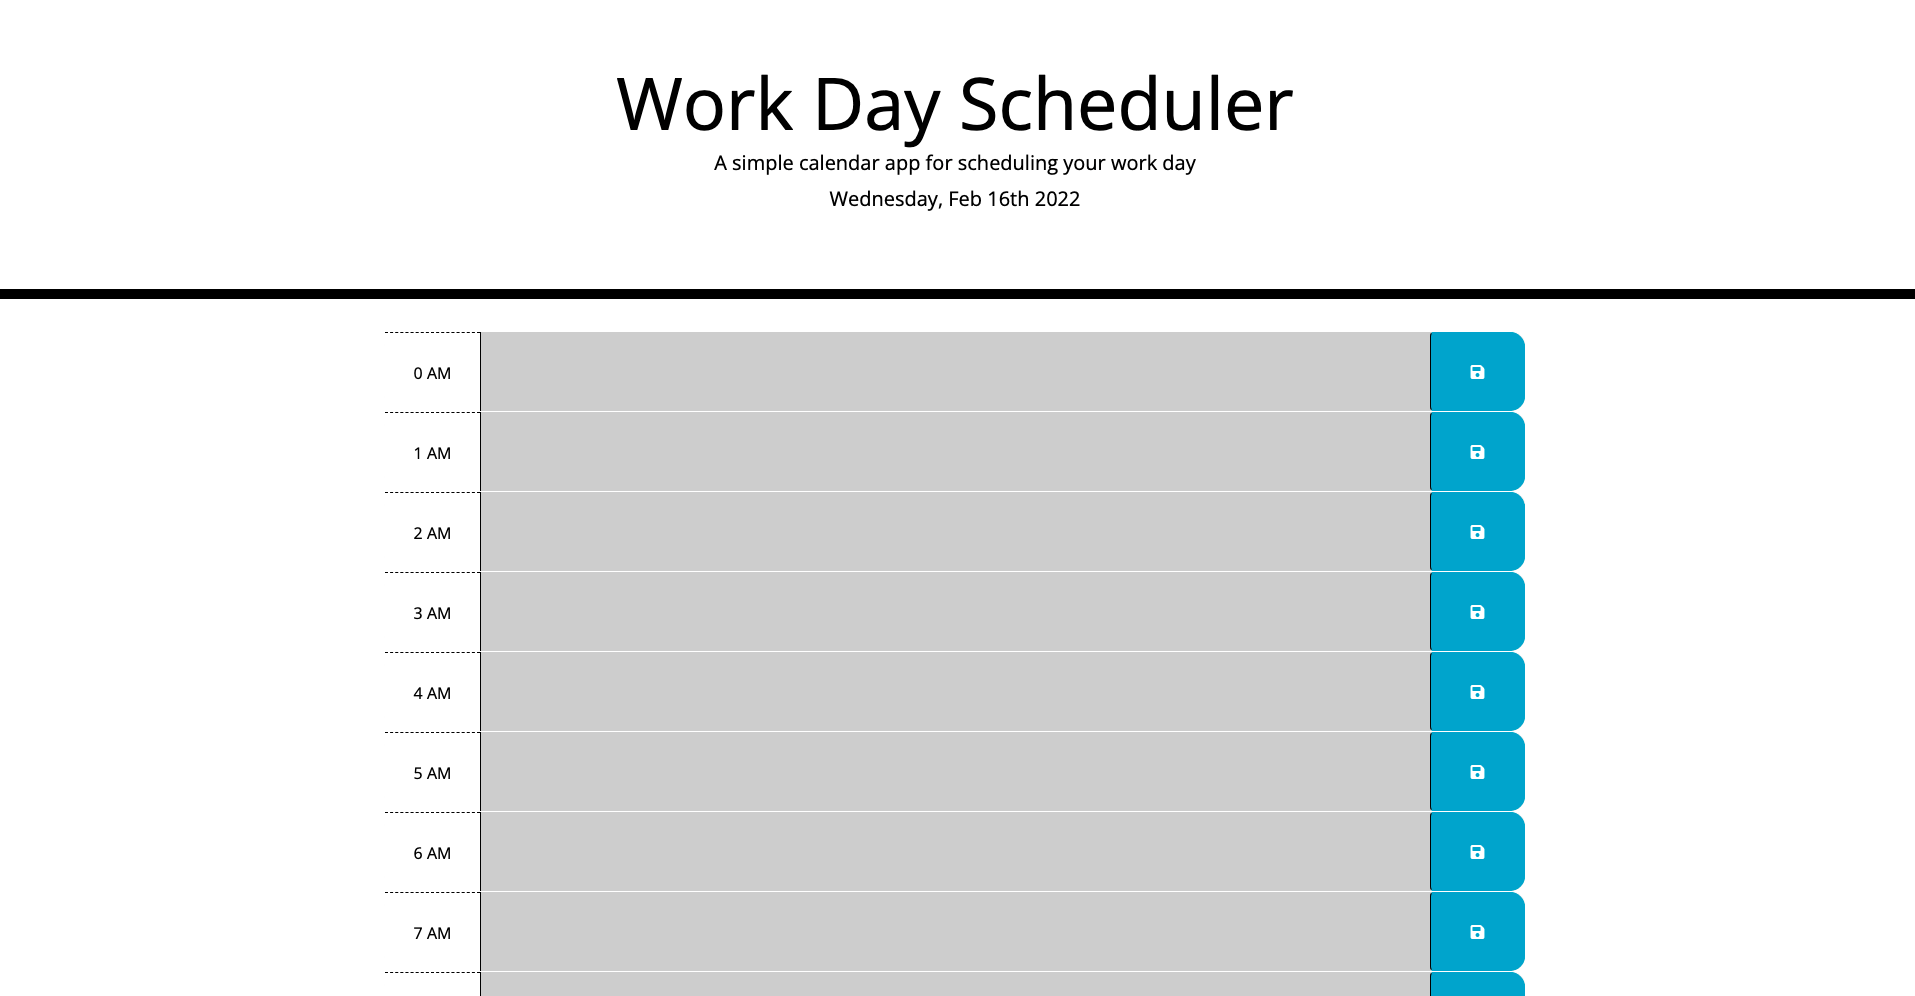 Work Day Scheduler
A simple calendar app for scheduling your work day
Wednesday, Feb 16th 2022
0 AM
1 AM
2 AM
3 AM
4 AM
5 AM
6 AM
7 AM